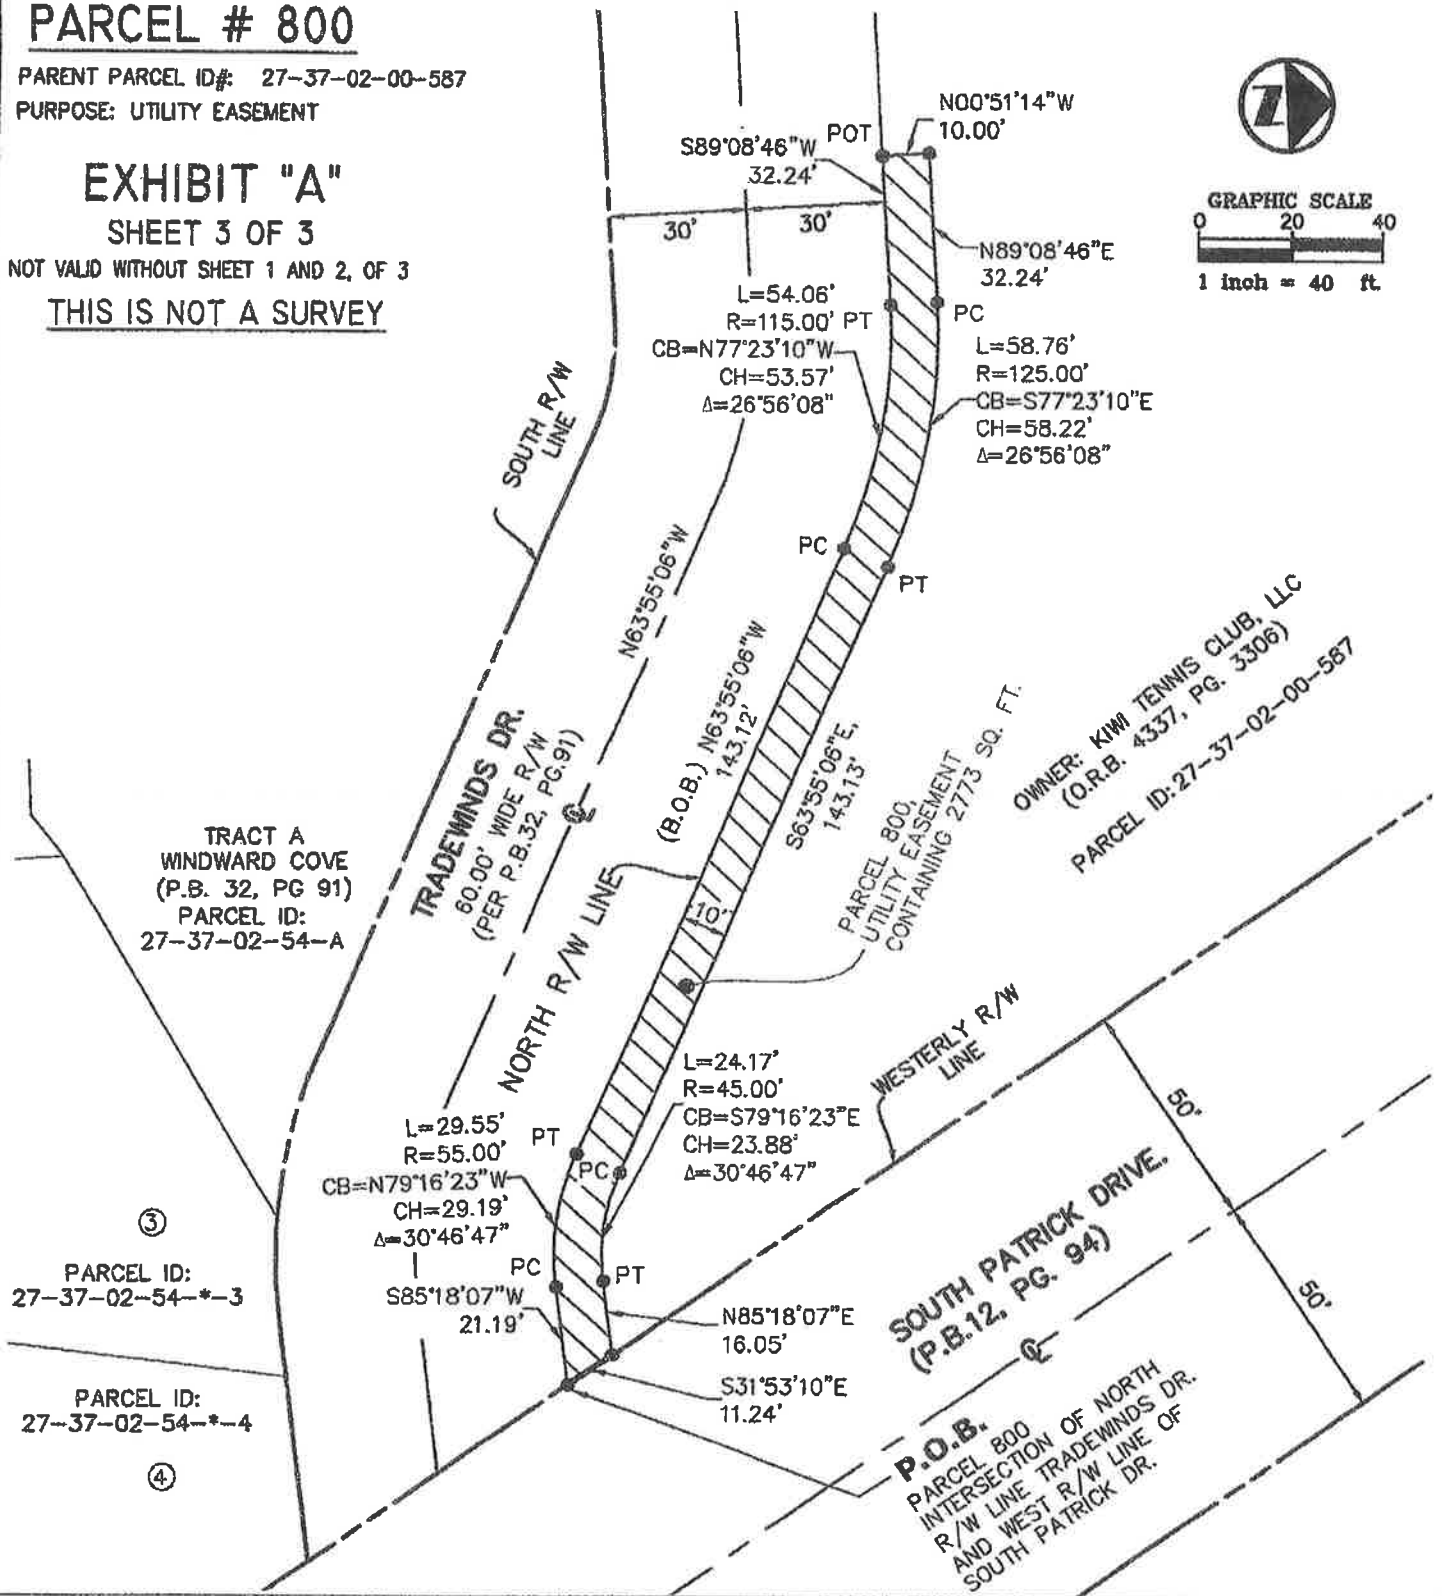 PARCEL # 800
PARENT PARCEL ID#: 27-37-02-00-587
PURPOSE: UTILITY EASEMENT
EXHIBIT "A"
SHEET 3 OF 3
NOT VALID WITHOUT SHEET 1 AND 2, OF 3
THIS IS NOT A SURVEY
Z
GRAPHIC SCALE
0 20 40
1 inch = 40 ft.
N00°51'14"W
10.00'
POT
S89°08'46"W
32.24'
30'
30'
N89°08'46"E
32.24'
L=54.06'
R=115.00'
CB=N77°23'10"W
CH=53.57'
Δ=26°56'08"
PT
PC
L=58.76'
R=125.00'
CB=S77°23'10"E
CH=58.22'
Δ=26°56'08"
SOUTH R/W
LINE
PC
PT
N63°55'06"W
(B.O.B.) N63°55'06"W
143.12'
S63°55'06"E,
143.13'
OWNER: KIWI TENNIS CLUB, LLC
(O.R.B. 4337, PG. 3306)
PARCEL ID: 27-37-02-00-587
TRADEWINDS DR.
60.00' WIDE R/W
(PER P.B.32, PG.91)
CL
PARCEL 800,
UTILITY EASEMENT
CONTAINING 2773 SQ. FT.
TRACT A
WINDWARD COVE
(P.B. 32, PG 91)
PARCEL ID:
27-37-02-54-A
10'
NORTH R/W LINE
WESTERLY R/W
LINE
L=24.17'
R=45.00'
CB=S79°16'23"E
CH=23.88'
Δ=30°46'47"
L=29.55'
R=55.00'
CB=N79°16'23"W
CH=29.19'
Δ=30°46'47"
PT
PC
50'
50'
SOUTH PATRICK DRIVE.
(P.B.12, PG. 94)
CL
3
PARCEL ID:
27-37-02-54-*-3
PC
PT
S85°18'07"W
21.19'
N85°18'07"E
16.05'
S31°53'10"E
11.24'
PARCEL ID:
27-37-02-54-*-4
4
P.O.B.
PARCEL 800
INTERSECTION OF NORTH
R/W LINE TRADEWINDS DR.
AND WEST R/W LINE OF
SOUTH PATRICK DR.